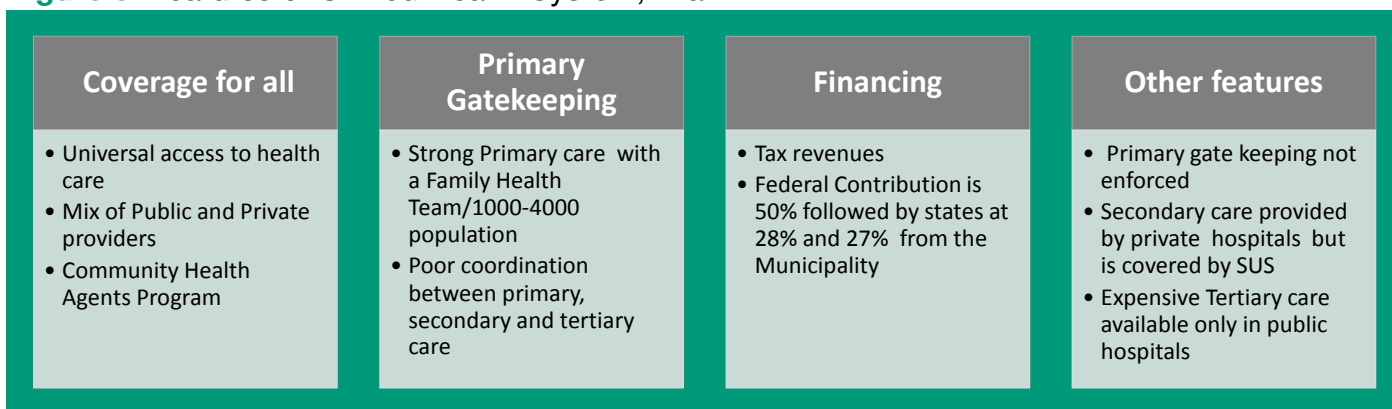 Coverage for all
• Universal access to health
care
• Mix of Public and Private
providers
• Community Health
Agents Program
Primary
Gatekeeping
• Strong Primary care with
a Family Health
Team/1000-4000
population
• Poor coordination
between primary,
secondary and tertiary
care
Financing
• Tax revenues
• Federal Contribution is
50% followed by states at
28% and 27% from the
Municipality
Other features
• Primary gate keeping not
enforced
• Secondary care provided
by private hospitals but
is covered by SUS
• Expensive Tertiary care
available only in public
hospitals